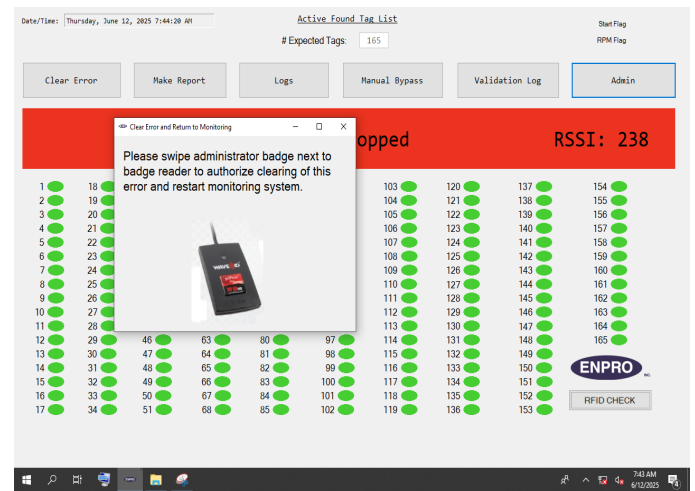 Date/Time: Thursday, June 12, 2025 7:44:20 AM
Active Found Tag List
# Expected Tags: 165
Start Flag
RPM Flag
Clear Error Make Report Logs Manual Bypass Validation Log Admin
Clear Error and Return to Monitoring
opped RSSI: 238
Please swipe administrator badge next to
badge reader to authorize clearing of this
error and restart monitoring system.
1 18 103 120 137 154
2 19 104 121 138 155
3 20 105 122 139 156
4 21 106 123 140 157
5 22 107 124 141 158
6 23 108 125 142 159
7 24 109 126 143 160
8 25 110 127 144 161
9 26 111 128 145 162
10 27 112 129 146 163
11 28 113 130 147 164
12 29 46 63 80 97 114 131 148 165
13 30 47 64 81 98 115 132 149
14 31 48 65 82 99 116 133 150
15 32 49 66 83 100 117 134 151
16 33 50 67 84 101 118 135 152
17 34 51 68 85 102 119 136 153
ENPRO INC.
RFID CHECK
7:43 AM
6/12/2025
4